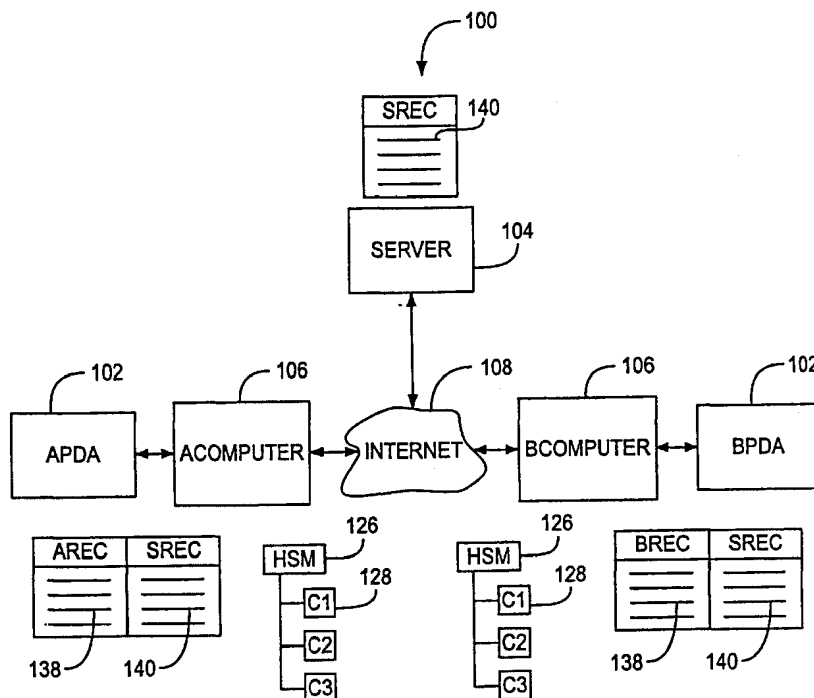 100
SREC
140
SERVER
104
102
106
108
106
102
APDA
ACOMPUTER
INTERNET
BCOMPUTER
BPDA
AREC SREC
138
140
HSM
126
C1
128
C2
C3
HSM
126
C1
128
C2
C3
BREC SREC
138
140